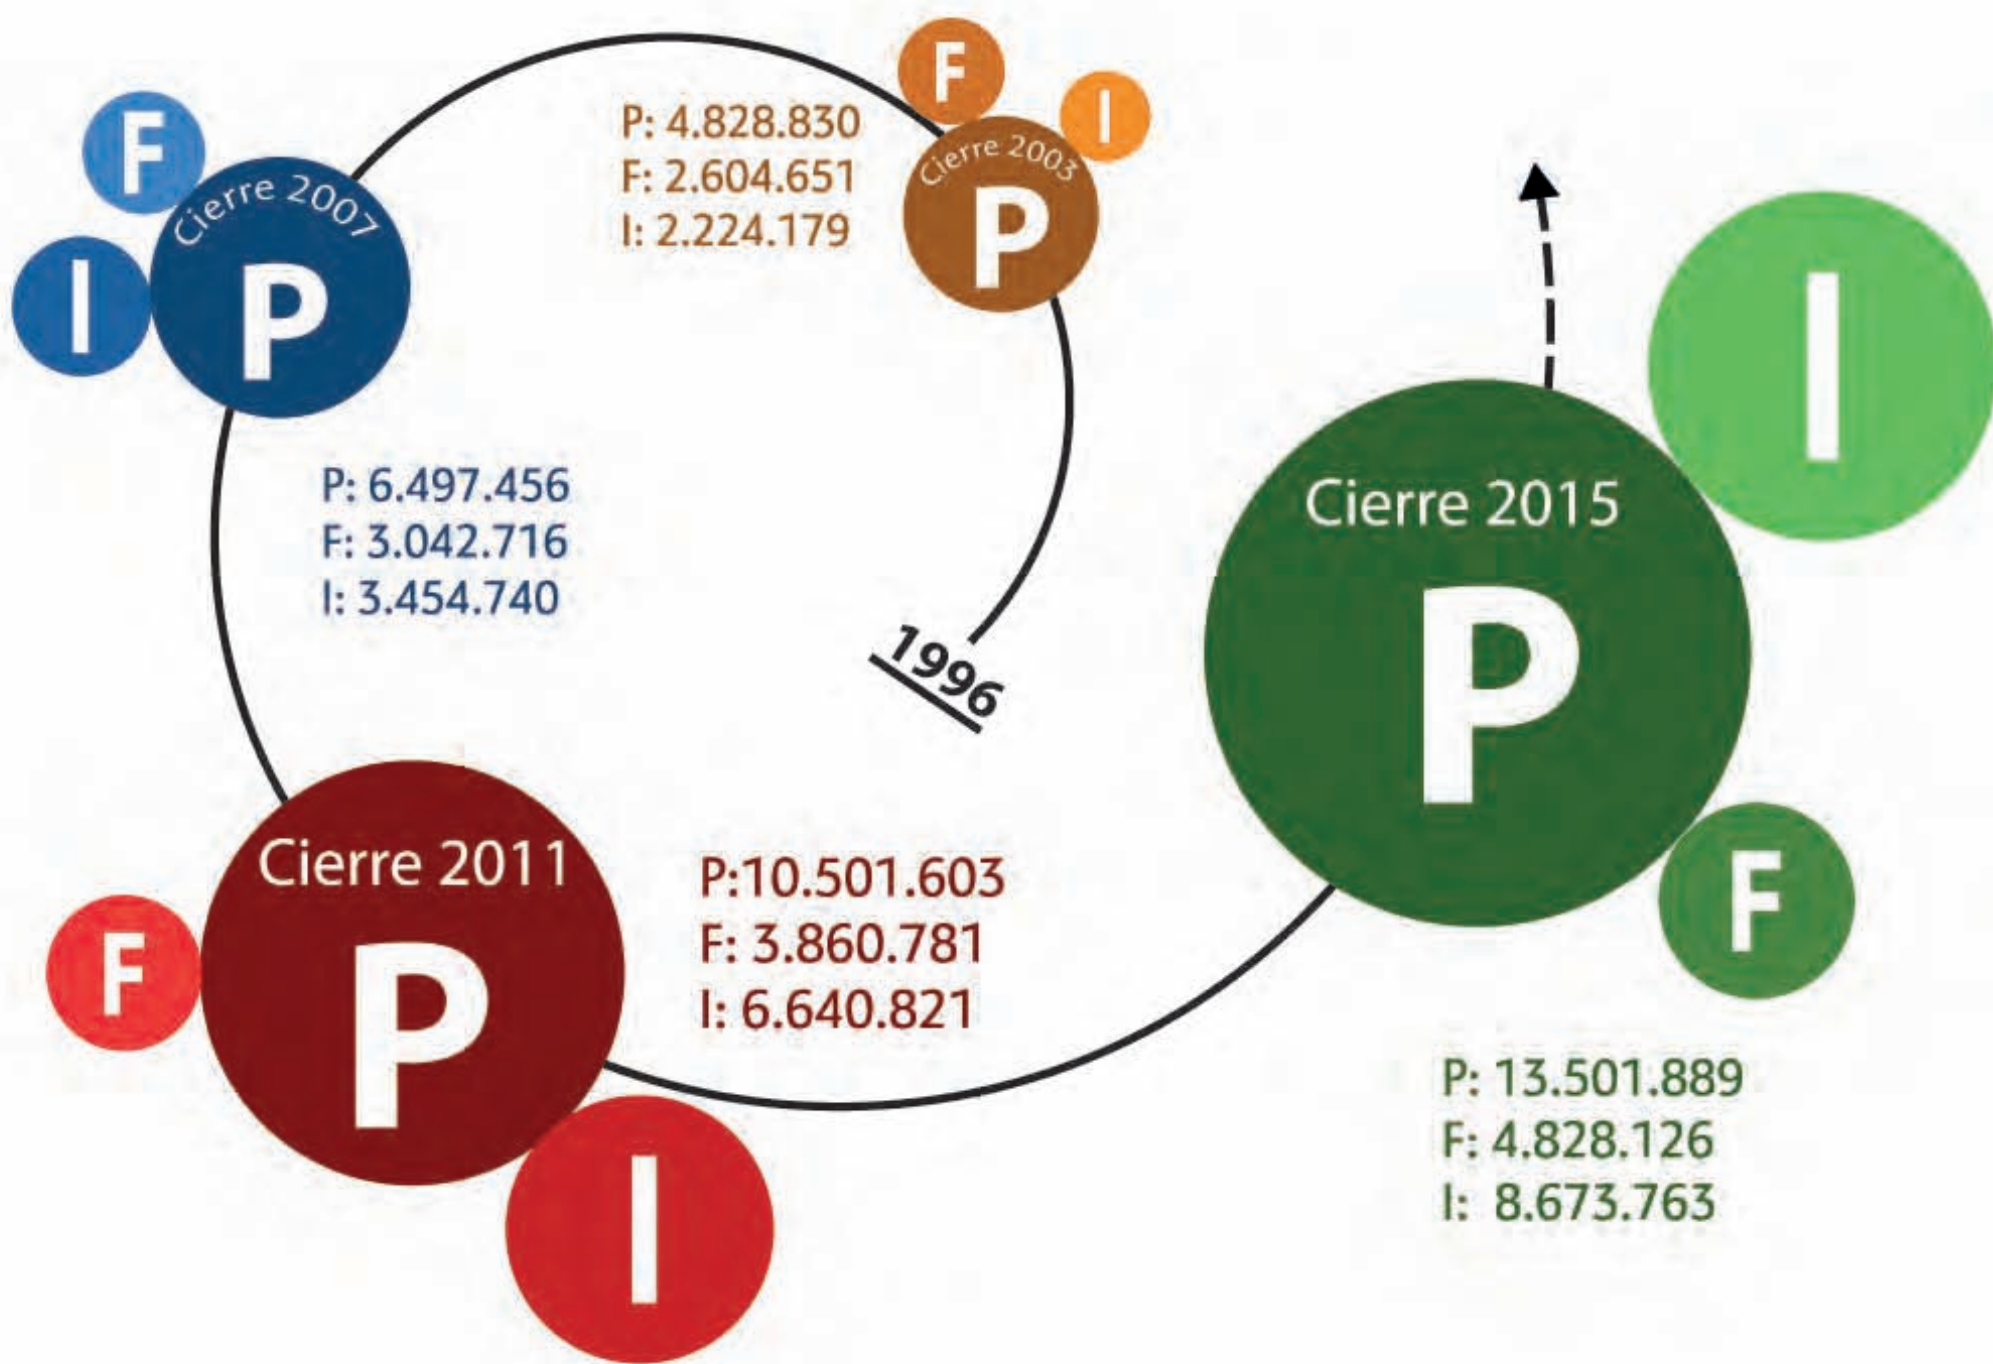 1996
F
I
Cierre 2003
P
P: 4.828.830
F: 2.604.651
I: 2.224.179
F
I
Cierre 2007
P
P: 6.497.456
F: 3.042.716
I: 3.454.740
Cierre 2011
P
F
I
P:10.501.603
F: 3.860.781
I: 6.640.821
I
Cierre 2015
P
F
P: 13.501.889
F: 4.828.126
I: 8.673.763